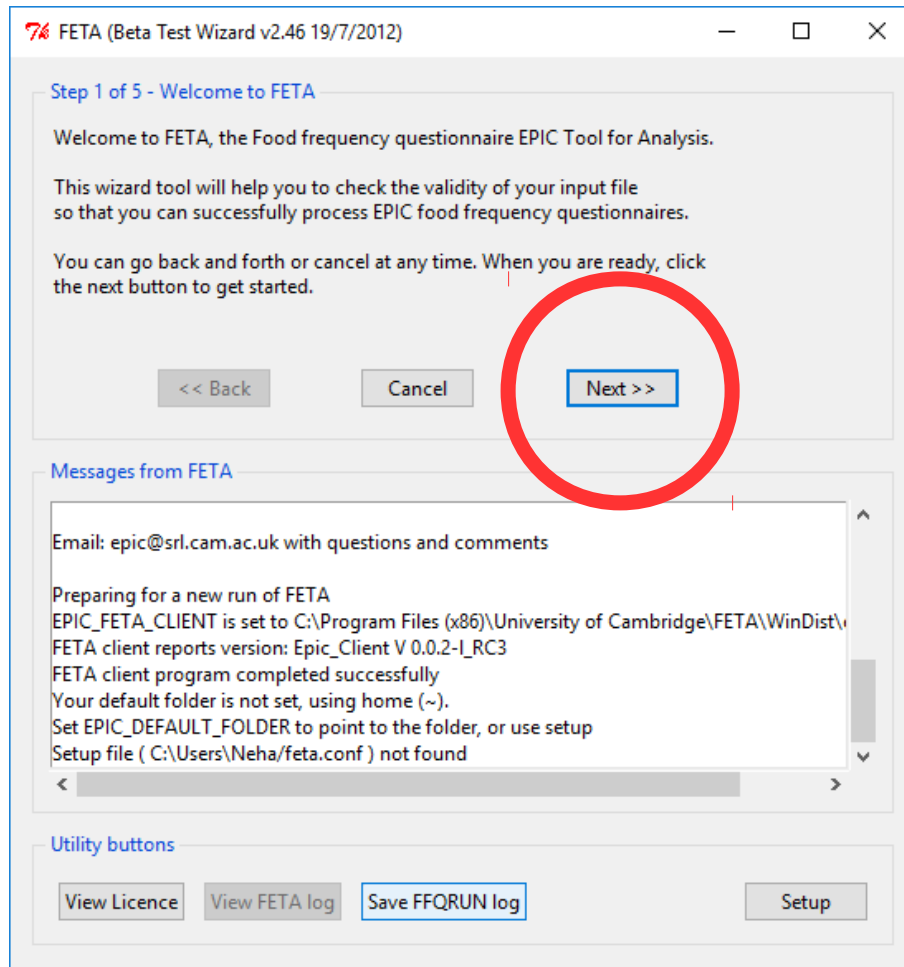 FETA (Beta Test Wizard v2.46 19/7/2012)
Step 1 of 5 - Welcome to FETA
Welcome to FETA, the Food frequency questionnaire EPIC Tool for Analysis.
This wizard tool will help you to check the validity of your input file
so that you can successfully process EPIC food frequency questionnaires.
You can go back and forth or cancel at any time. When you are ready, click
the next button to get started.
<< Back Cancel Next >>
Messages from FETA
Email: epic@srl.cam.ac.uk with questions and comments
Preparing for a new run of FETA
EPIC_FETA_CLIENT is set to C:\Program Files (x86)\University of Cambridge\FETA\WinDist\
FETA client reports version: Epic_Client V 0.0.2-I_RC3
FETA client program completed successfully
Your default folder is not set, using home (~).
Set EPIC_DEFAULT_FOLDER to point to the folder, or use setup
Setup file ( C:\Users\Neha/feta.conf ) not found
Utility buttons
View Licence View FETA log Save FFQRUN log Setup